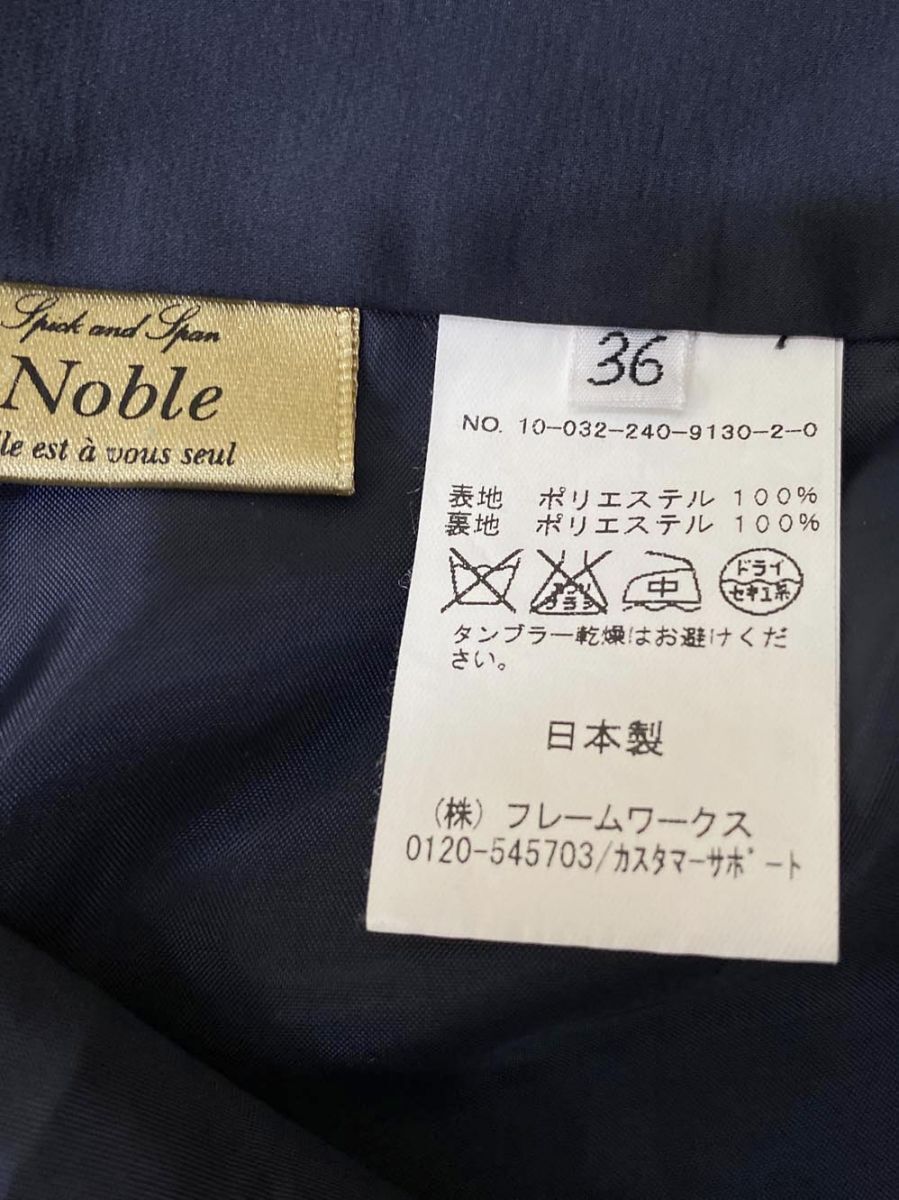 Spick and Span
Noble
lle est à vous seul
36
NO. 10-032-240-9130-2-0
表地 ポリエステル 100%
裏地 ポリエステル 100%
中
ドライ
セキユ系
タンブラー乾燥はお避けくだ
さい。
日本製
(株) フレームワークス
0120-545703/カスタマーサポート